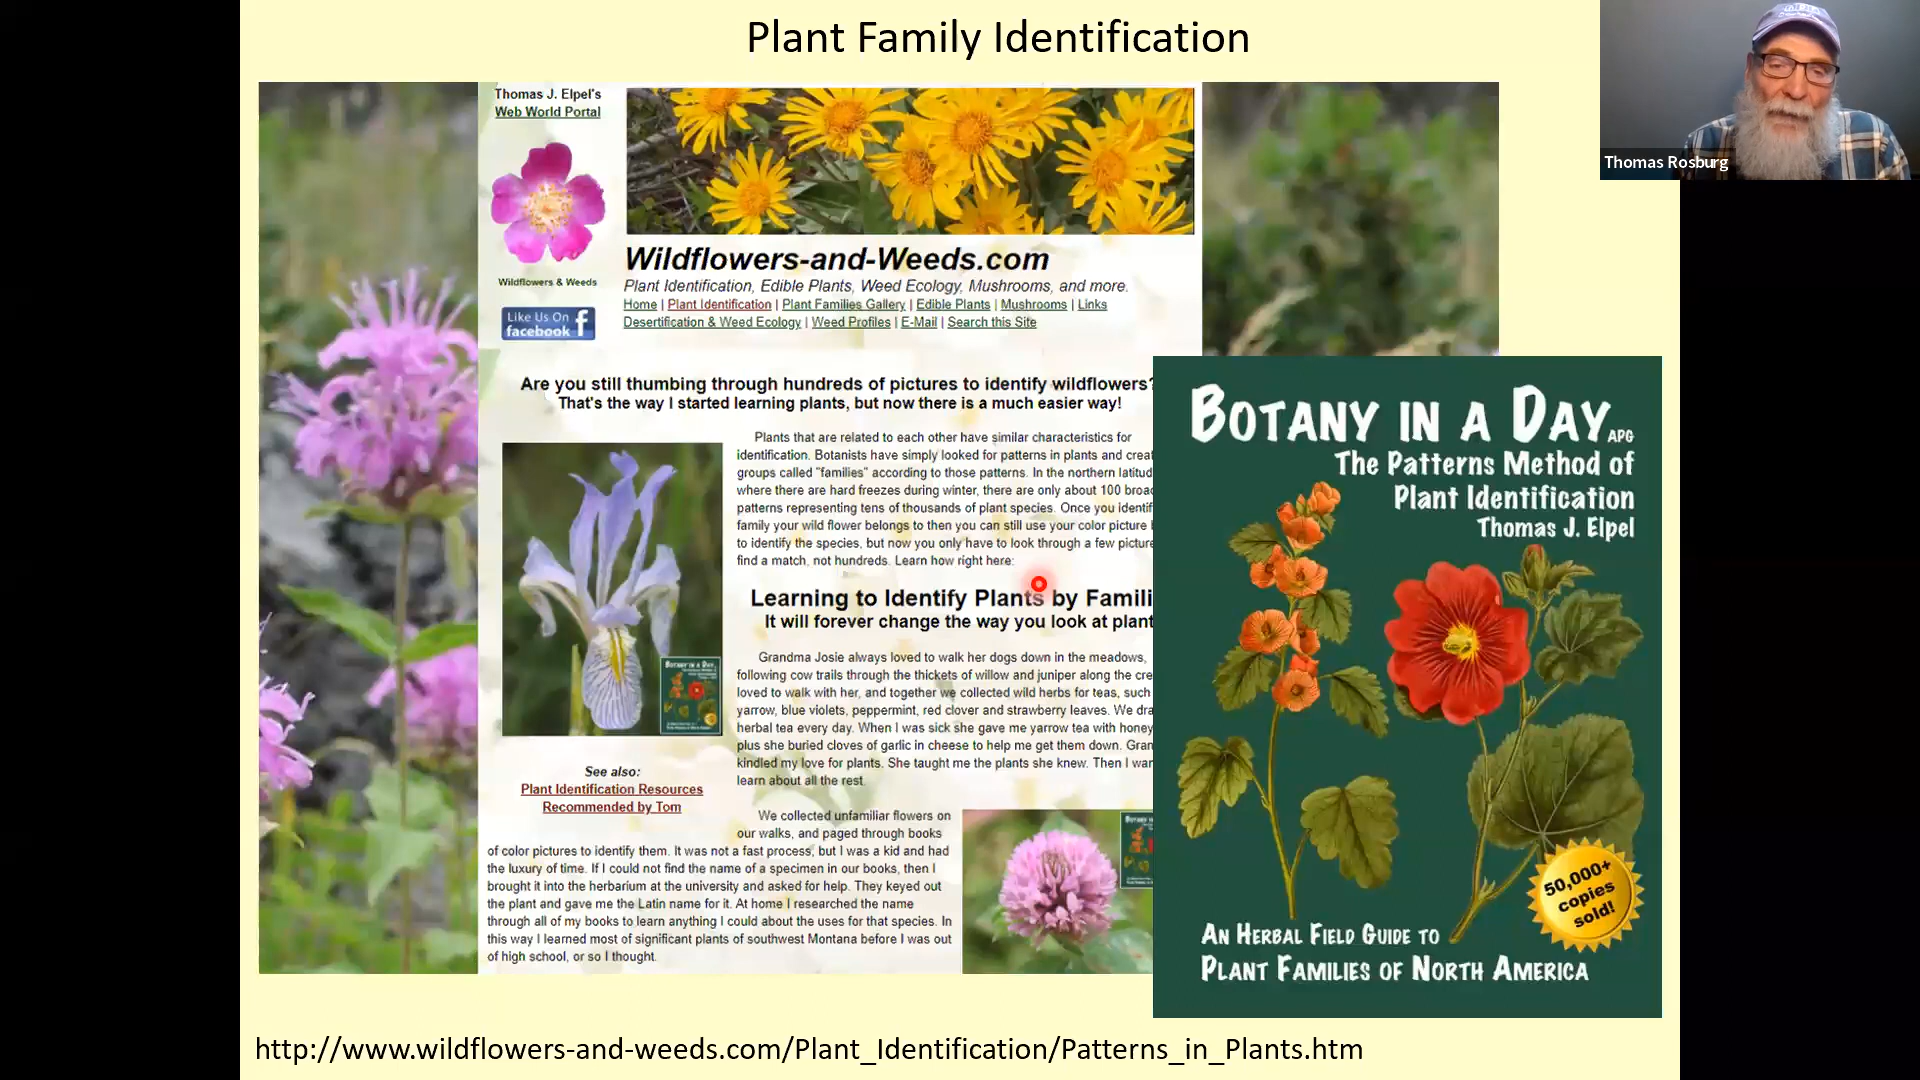 Plant Family Identification
Thomas Rosburg
Thomas J. Elpel's
Web World Portal
Wildflowers & Weeds
Like Us On
facebook
Wildflowers-and-Weeds.com
Plant Identification, Edible Plants, Weed Ecology, Mushrooms, and more.
Home | Plant Identification | Plant Families Gallery | Edible Plants | Mushrooms | Links
Desertification & Weed Ecology | Weed Profiles | E-Mail | Search this Site
Are you still thumbing through hundreds of pictures to identify wildflowers?
That's the way I started learning plants, but now there is a much easier way!
Plants that are related to each other have similar characteristics for
identification. Botanists have simply looked for patterns in plants and creat
groups called "families" according to those patterns. In the northern latitud
where there are hard freezes during winter, there are only about 100 broad
patterns representing tens of thousands of plant species. Once you identif
family your wild flower belongs to then you can still use your color picture
to identify the species, but now you only have to look through a few picture
find a match, not hundreds. Learn how right here:
Learning to Identify Plants by Famili
It will forever change the way you look at plant
Grandma Josie always loved to walk her dogs down in the meadows,
following cow trails through the thickets of willow and juniper along the cre
loved to walk with her, and together we collected wild herbs for teas, such
yarrow, blue violets, peppermint, red clover and strawberry leaves. We dra
herbal tea every day. When I was sick she gave me yarrow tea with honey
plus she buried cloves of garlic in cheese to help me get them down. Gran
kindled my love for plants. She taught me the plants she knew. Then I wan
learn about all the rest.
See also:
Plant Identification Resources
Recommended by Tom
We collected unfamiliar flowers on
our walks, and paged through books
of color pictures to identify them. It was not a fast process, but I was a kid and had
the luxury of time. If I could not find the name of a specimen in our books, then I
brought it into the herbarium at the university and asked for help. They keyed out
the plant and gave me the Latin name for it. At home I researched the name
through all of my books to learn anything I could about the uses for that species. In
this way I learned most of significant plants of southwest Montana before I was out
of high school, or so I thought.
BOTANY IN A DAY APG
The Patterns Method of
Plant Identification
Thomas J. Elpel
50,000+
copies
sold!
AN HERBAL FIELD GUIDE TO
PLANT FAMILIES OF NORTH AMERICA
http://www.wildflowers-and-weeds.com/Plant_Identification/Patterns_in_Plants.htm